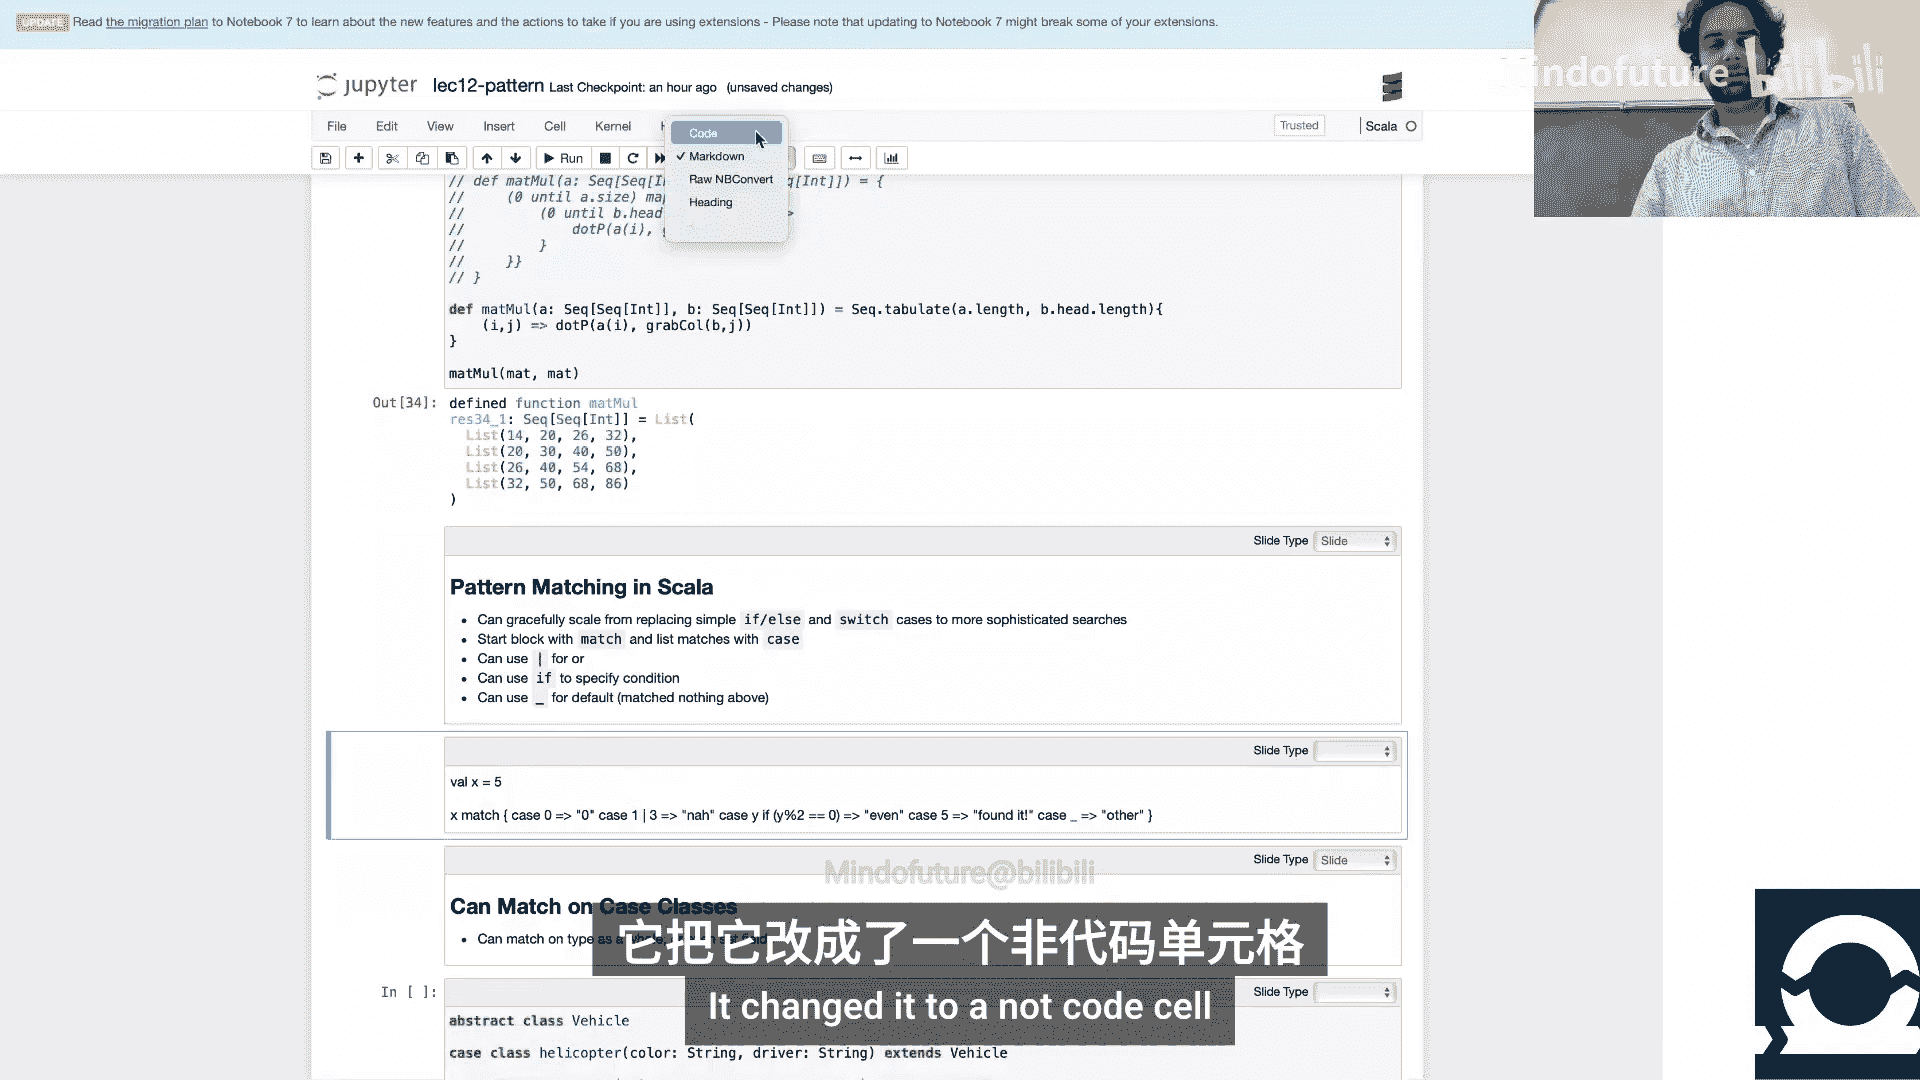 UPDATE Read the migration plan to Notebook 7 to learn about the new features and the actions to take if you are using extensions - Please note that updating to Notebook 7 might break some of your extensions.
Mindofuture bilibili
jupyter lec12-pattern Last Checkpoint: an hour ago (unsaved changes)
File Edit View Insert Cell Kernel
Trusted Scala
Run
Code
Markdown
Raw NBConvert
Heading
// def matMul(a: Seq[Seq[I q[Int]]) = {
// (0 until a.size) ma
// (0 until b.head >
// dotP(a(i),
// }
// }}
// }
def matMul(a: Seq[Seq[Int]], b: Seq[Seq[Int]]) = Seq.tabulate(a.length, b.head.length){
(i,j) => dotP(a(i), grabCol(b,j))
}
matMul(mat, mat)
Out[34]: defined function matMul
res34_1: Seq[Seq[Int]] = List(
List(14, 20, 26, 32),
List(20, 30, 40, 50),
List(26, 40, 54, 68),
List(32, 50, 68, 86)
)
Slide Type Slide
Pattern Matching in Scala
• Can gracefully scale from replacing simple if/else and switch cases to more sophisticated searches
• Start block with match and list matches with case
• Can use | for or
• Can use if to specify condition
• Can use _ for default (matched nothing above)
Slide Type
val x = 5
x match { case 0 => "0" case 1 | 3 => "nah" case y if (y%2 == 0) => "even" case 5 => "found it!" case _ => "other" }
Slide Type Slide
Mindofuture@bilibili
Can Match on Case Classes
• Can match on type as a
它把它改成了一个非代码单元格
It changed it to a not code cell
In [ ]:
Slide Type
abstract class Vehicle
case class helicopter(color: String, driver: String) extends Vehicle